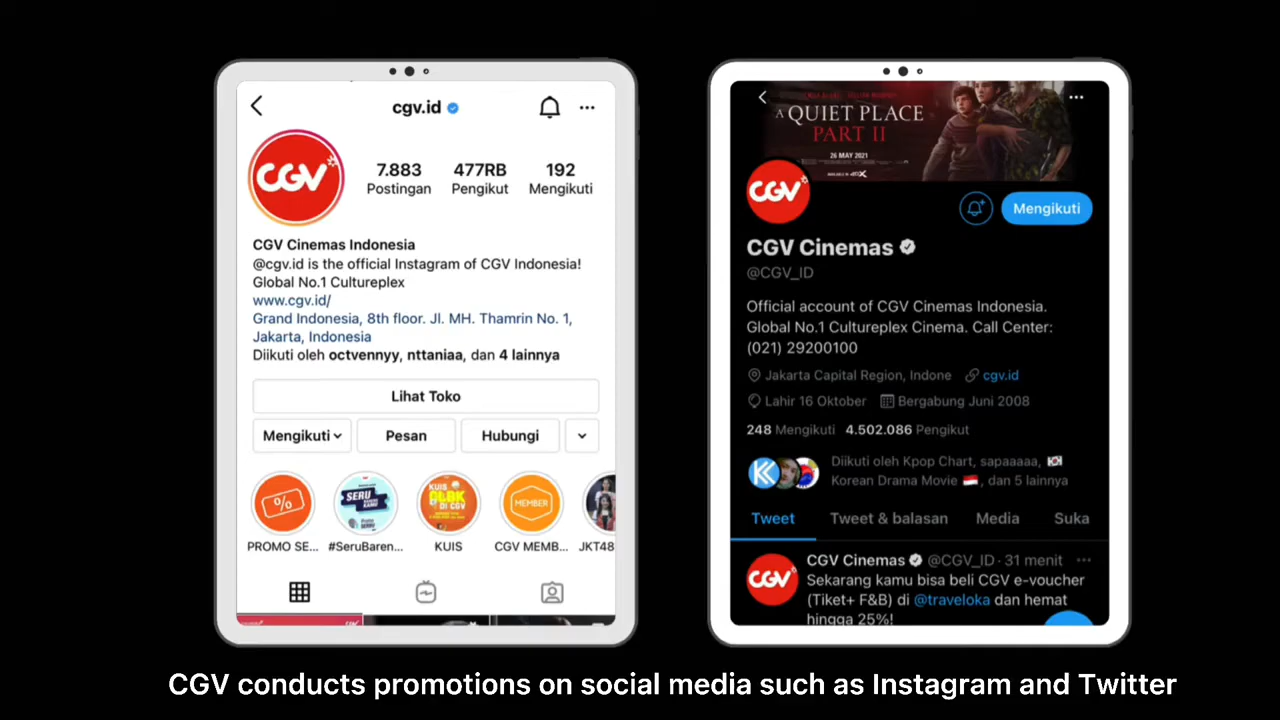 cgv.id
CGV
7.883
Postingan
477RB
Pengikut
192
Mengikuti
CGV Cinemas Indonesia
@cgv.id is the official Instagram of CGV Indonesia!
Global No.1 Cultureplex
www.cgv.id/
Grand Indonesia, 8th floor. Jl. MH. Thamrin No. 1,
Jakarta, Indonesia
Diikuti oleh octvennyy, nttaniaa, dan 4 lainnya
Lihat Toko
Mengikuti
Pesan
Hubungi
%
SERU
KUIS
GLBK
DI CGV
MEMBER
PROMO SE...
#SeruBaren...
KUIS
CGV MEMB...
JKT48
A QUIET PLACE
PART II
26 MAY 2021
CGV
Mengikuti
CGV Cinemas
@CGV_ID
Official account of CGV Cinemas Indonesia.
Global No.1 Cultureplex Cinema. Call Center:
(021) 29200100
Jakarta Capital Region, Indone
cgv.id
Lahir 16 Oktober
Bergabung Juni 2008
248 Mengikuti 4.502.086 Pengikut
Diikuti oleh Kpop Chart, sapaaaaa, 🇰🇷
Korean Drama Movie 🇮🇩, dan 5 lainnya
Tweet
Tweet & balasan
Media
Suka
CGV
CGV Cinemas @CGV_ID · 31 menit
Sekarang kamu bisa beli CGV e-voucher
(Tiket+ F&B) di @traveloka dan hemat
hingga 25%!
CGV conducts promotions on social media such as Instagram and Twitter